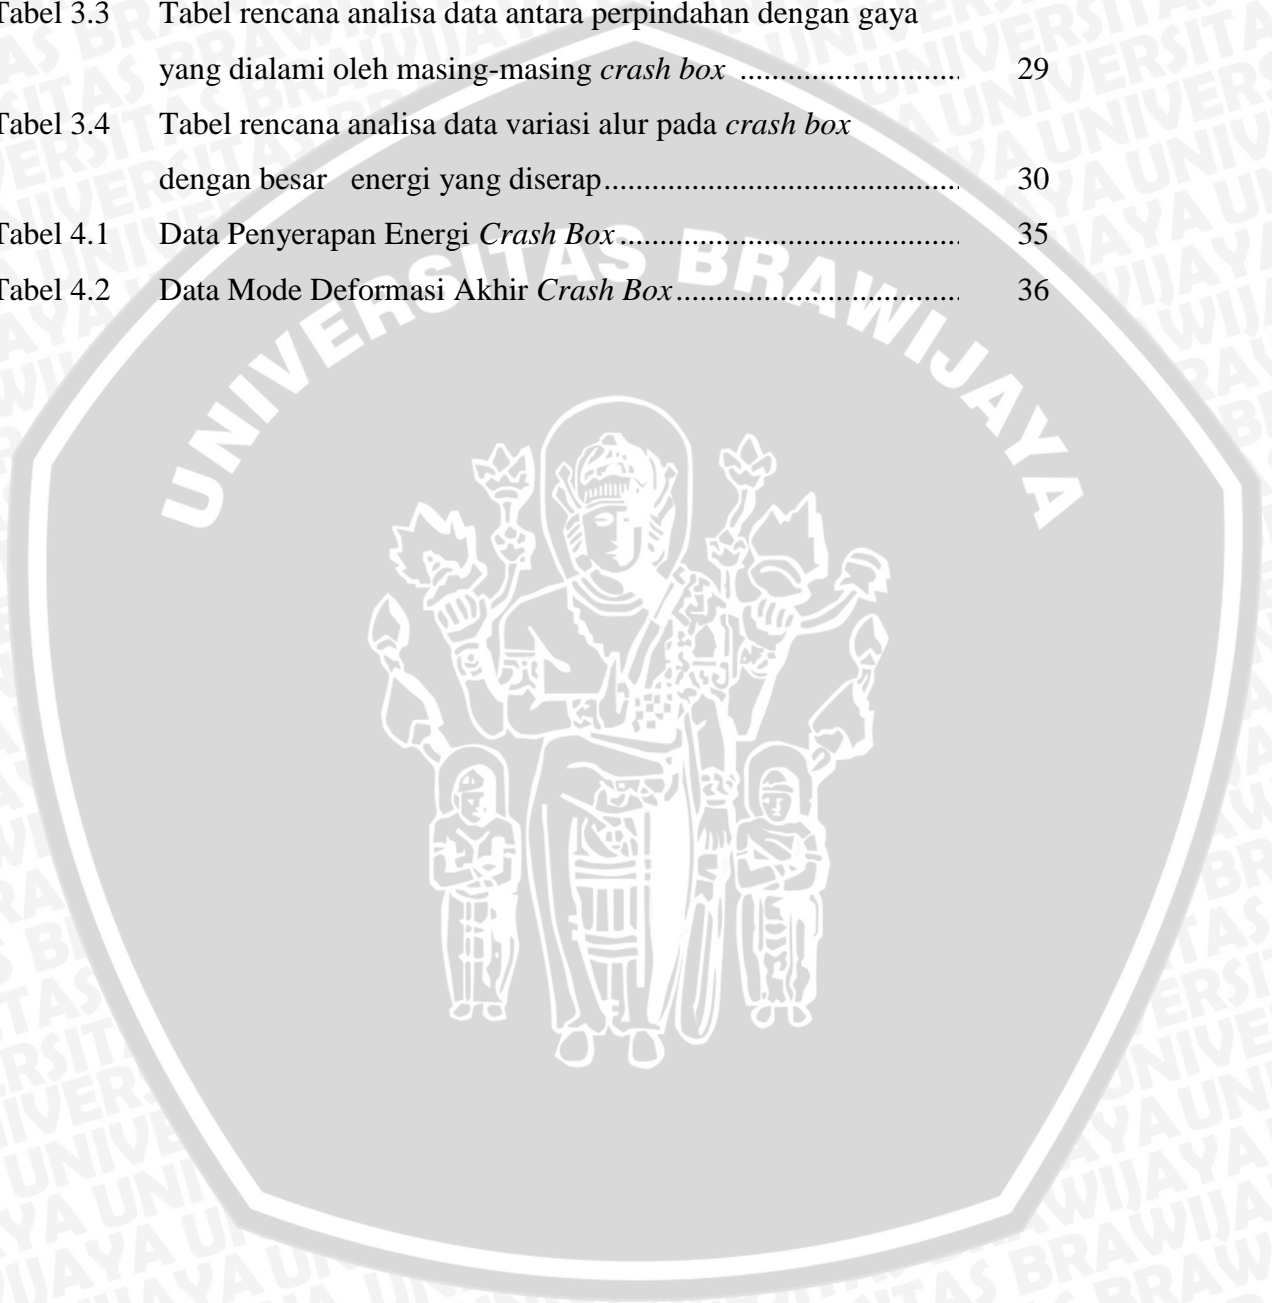 Tabel 3.3 Tabel rencana analisa data antara perpindahan dengan gaya
yang dialami oleh masing-masing crash box ............................ 29
Tabel 3.4 Tabel rencana analisa data variasi alur pada crash box
dengan besar energi yang diserap............................................ 30
Tabel 4.1 Data Penyerapan Energi Crash Box.......................................... 35
Tabel 4.2 Data Mode Deformasi Akhir Crash Box................................... 36
UNIVERSITAS BRAWIJAYA